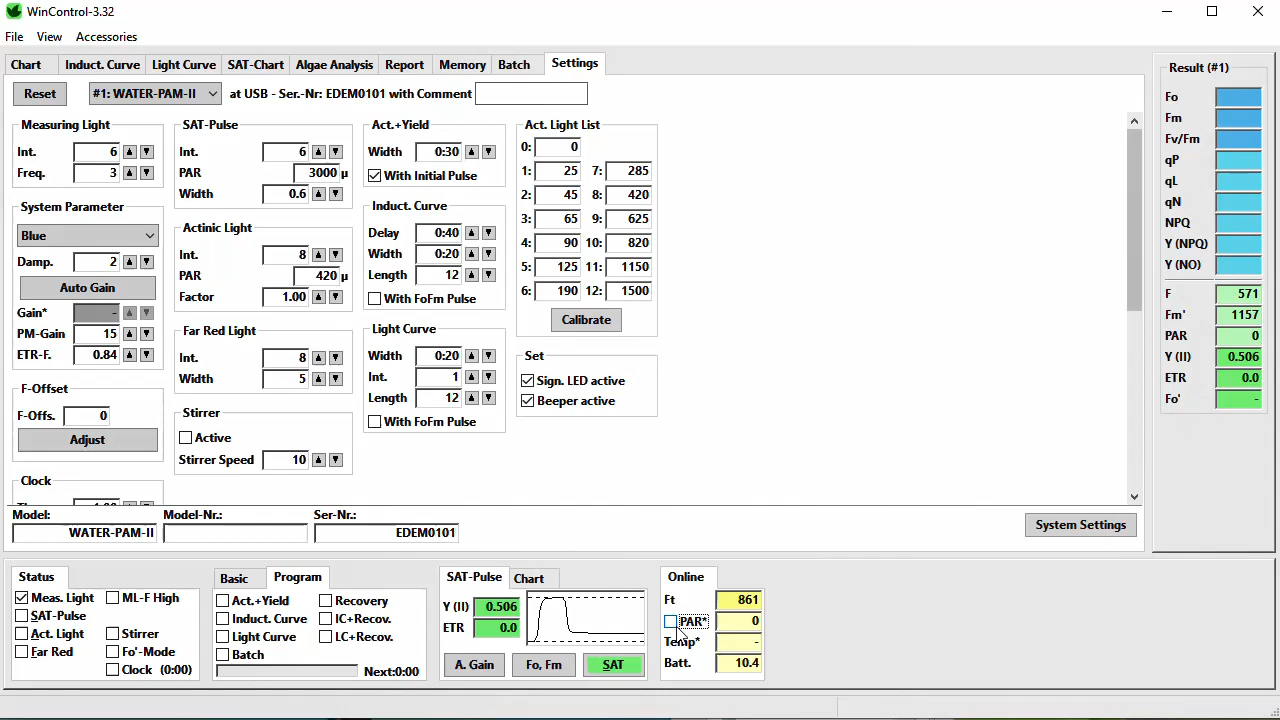 WinControl-3.32
File View Accessories
Chart Induct. Curve Light Curve SAT-Chart Algae Analysis Report Memory Batch Settings
Reset #1: WATER-PAM-II at USB - Ser.-Nr: EDEM0101 with Comment
Measuring Light
Int. 6
Freq. 3
System Parameter
Blue
Damp. 2
Auto Gain
Gain* -
PM-Gain 15
ETR-F. 0.84
F-Offset
F-Offs. 0
Adjust
Clock
SAT-Pulse
Int. 6
PAR 3000 µ
Width 0.6
Actinic Light
Int. 8
PAR 420 µ
Factor 1.00
Far Red Light
Int. 8
Width 5
Stirrer
Active
Stirrer Speed 10
Act.+Yield
Width 0:30
With Initial Pulse
Induct. Curve
Delay 0:40
Width 0:20
Length 12
With FoFm Pulse
Light Curve
Width 0:20
Int. 1
Length 12
With FoFm Pulse
Act. Light List
0: 0
1: 25 7: 285
2: 45 8: 420
3: 65 9: 625
4: 90 10: 820
5: 125 11: 1150
6: 190 12: 1500
Calibrate
Set
Sign. LED active
Beeper active
Model: Model-Nr.: Ser-Nr.:
WATER-PAM-II EDEM0101
System Settings
Result (#1)
Fo
Fm
Fv/Fm
qP
qL
qN
NPQ
Y (NPQ)
Y (NO)
F 571
Fm' 1157
PAR 0
Y (II) 0.506
ETR 0.0
Fo' -
Status
Meas. Light ML-F High
SAT-Pulse
Act. Light Stirrer
Far Red Fo'-Mode
Clock (0:00)
Basic Program
Act.+Yield Recovery
Induct. Curve IC+Recov.
Light Curve LC+Recov.
Batch
Next:0:00
SAT-Pulse Chart
Y (II) 0.506
ETR 0.0
A. Gain Fo, Fm SAT
Online
Ft 861
PAR* 0
Temp* -
Batt. 10.4